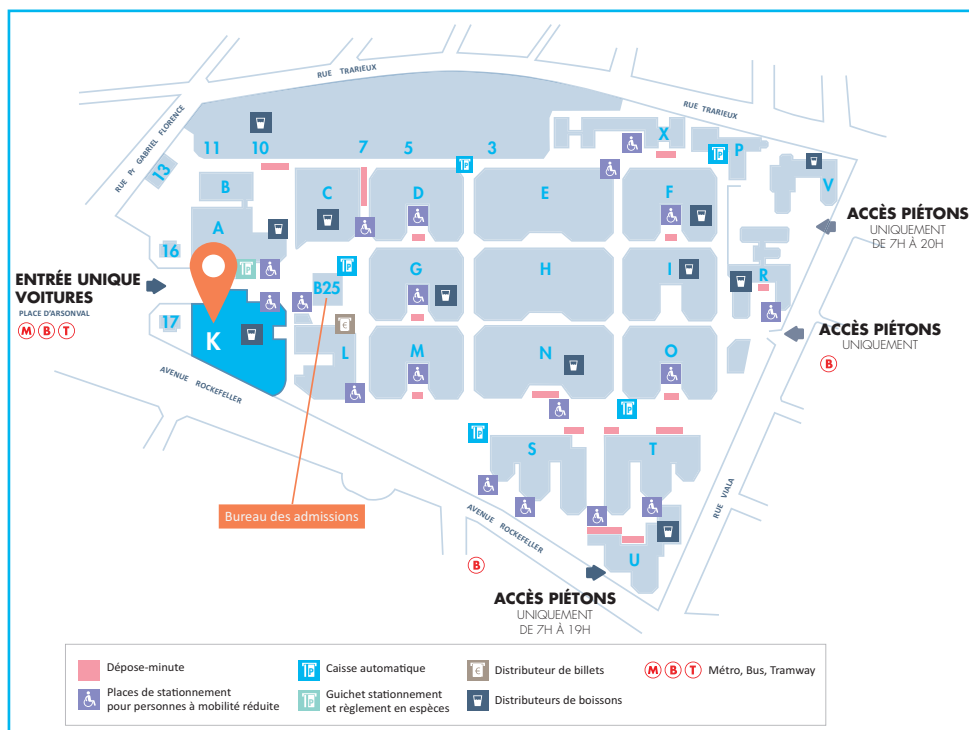 RUE TRARIEUX
RUE TRARIEUX
RUE Pr GABRIEL FLORENCE
11
10
7
5
3
X
P
13
B
C
D
E
F
V
A
ACCÈS PIÉTONS
UNIQUEMENT
DE 7H À 20H
16
G
H
I
R
ENTRÉE UNIQUE
VOITURES
PLACE D'ARSONVAL
M B T
B25
17
K
L
M
N
O
ACCÈS PIÉTONS
UNIQUEMENT
B
AVENUE ROCKEFELLER
S
T
RUE VIALA
Bureau des admissions
AVENUE ROCKEFELLER
B
U
ACCÈS PIÉTONS
UNIQUEMENT
DE 7H À 19H
Dépose-minute
Caisse automatique
Distributeur de billets
M B T Métro, Bus, Tramway
Places de stationnement
pour personnes à mobilité réduite
Guichet stationnement
et règlement en espèces
Distributeurs de boissons